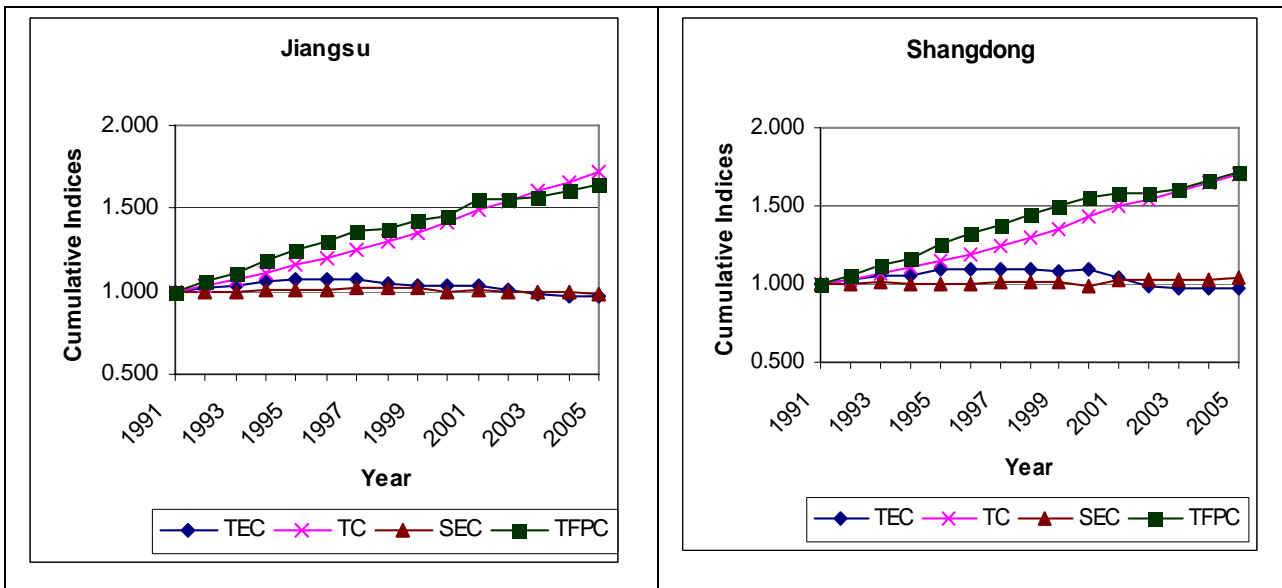 Jiangsu
Cumulative Indices
2.000
1.500
1.000
0.500
1991 1993 1995 1997 1999 2001 2003 2005
Year
TEC TC SEC TFPC
Shangdong
Cumulative Indices
2.000
1.500
1.000
0.500
1991 1993 1995 1997 1999 2001 2003 2005
Year
TEC TC SEC TFPC